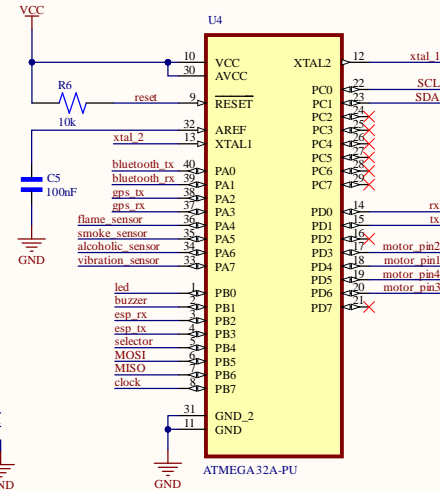 VCC
U4
10 VCC XTAL2 12 xtal_1
30 AVCC
R6
reset 9 RESET
10k
PC0 22 SCL
PC1 23 SDA
PC2 24
32 AREF PC3 25
xtal_2 13 XTAL1 PC4 26
PC5 27
bluetooth_tx 40 PA0 PC6 28
bluetooth_rx 39 PA1 PC7 29
C5
100nF
gps_tx 38 PA2
gps_rx 37 PA3 PD0 14 rx
flame_sensor 36 PA4 PD1 15 tx
smoke_sensor 35 PA5 PD2 16
alcoholic_sensor 34 PA6 PD3 17 motor_pin2
vibration_sensor 33 PA7 PD4 18 motor_pin1
GND
PD5 19 motor_pin4
led 1 PB0 PD6 20 motor_pin3
buzzer 2 PB1 PD7 21
esp_rx 3 PB2
esp_tx 4 PB3
selector 5 PB4
MOSI 6 PB5
MISO 7 PB6
clock 8 PB7
31 GND_2
11 GND
ATMEGA32A-PU
GND
ND